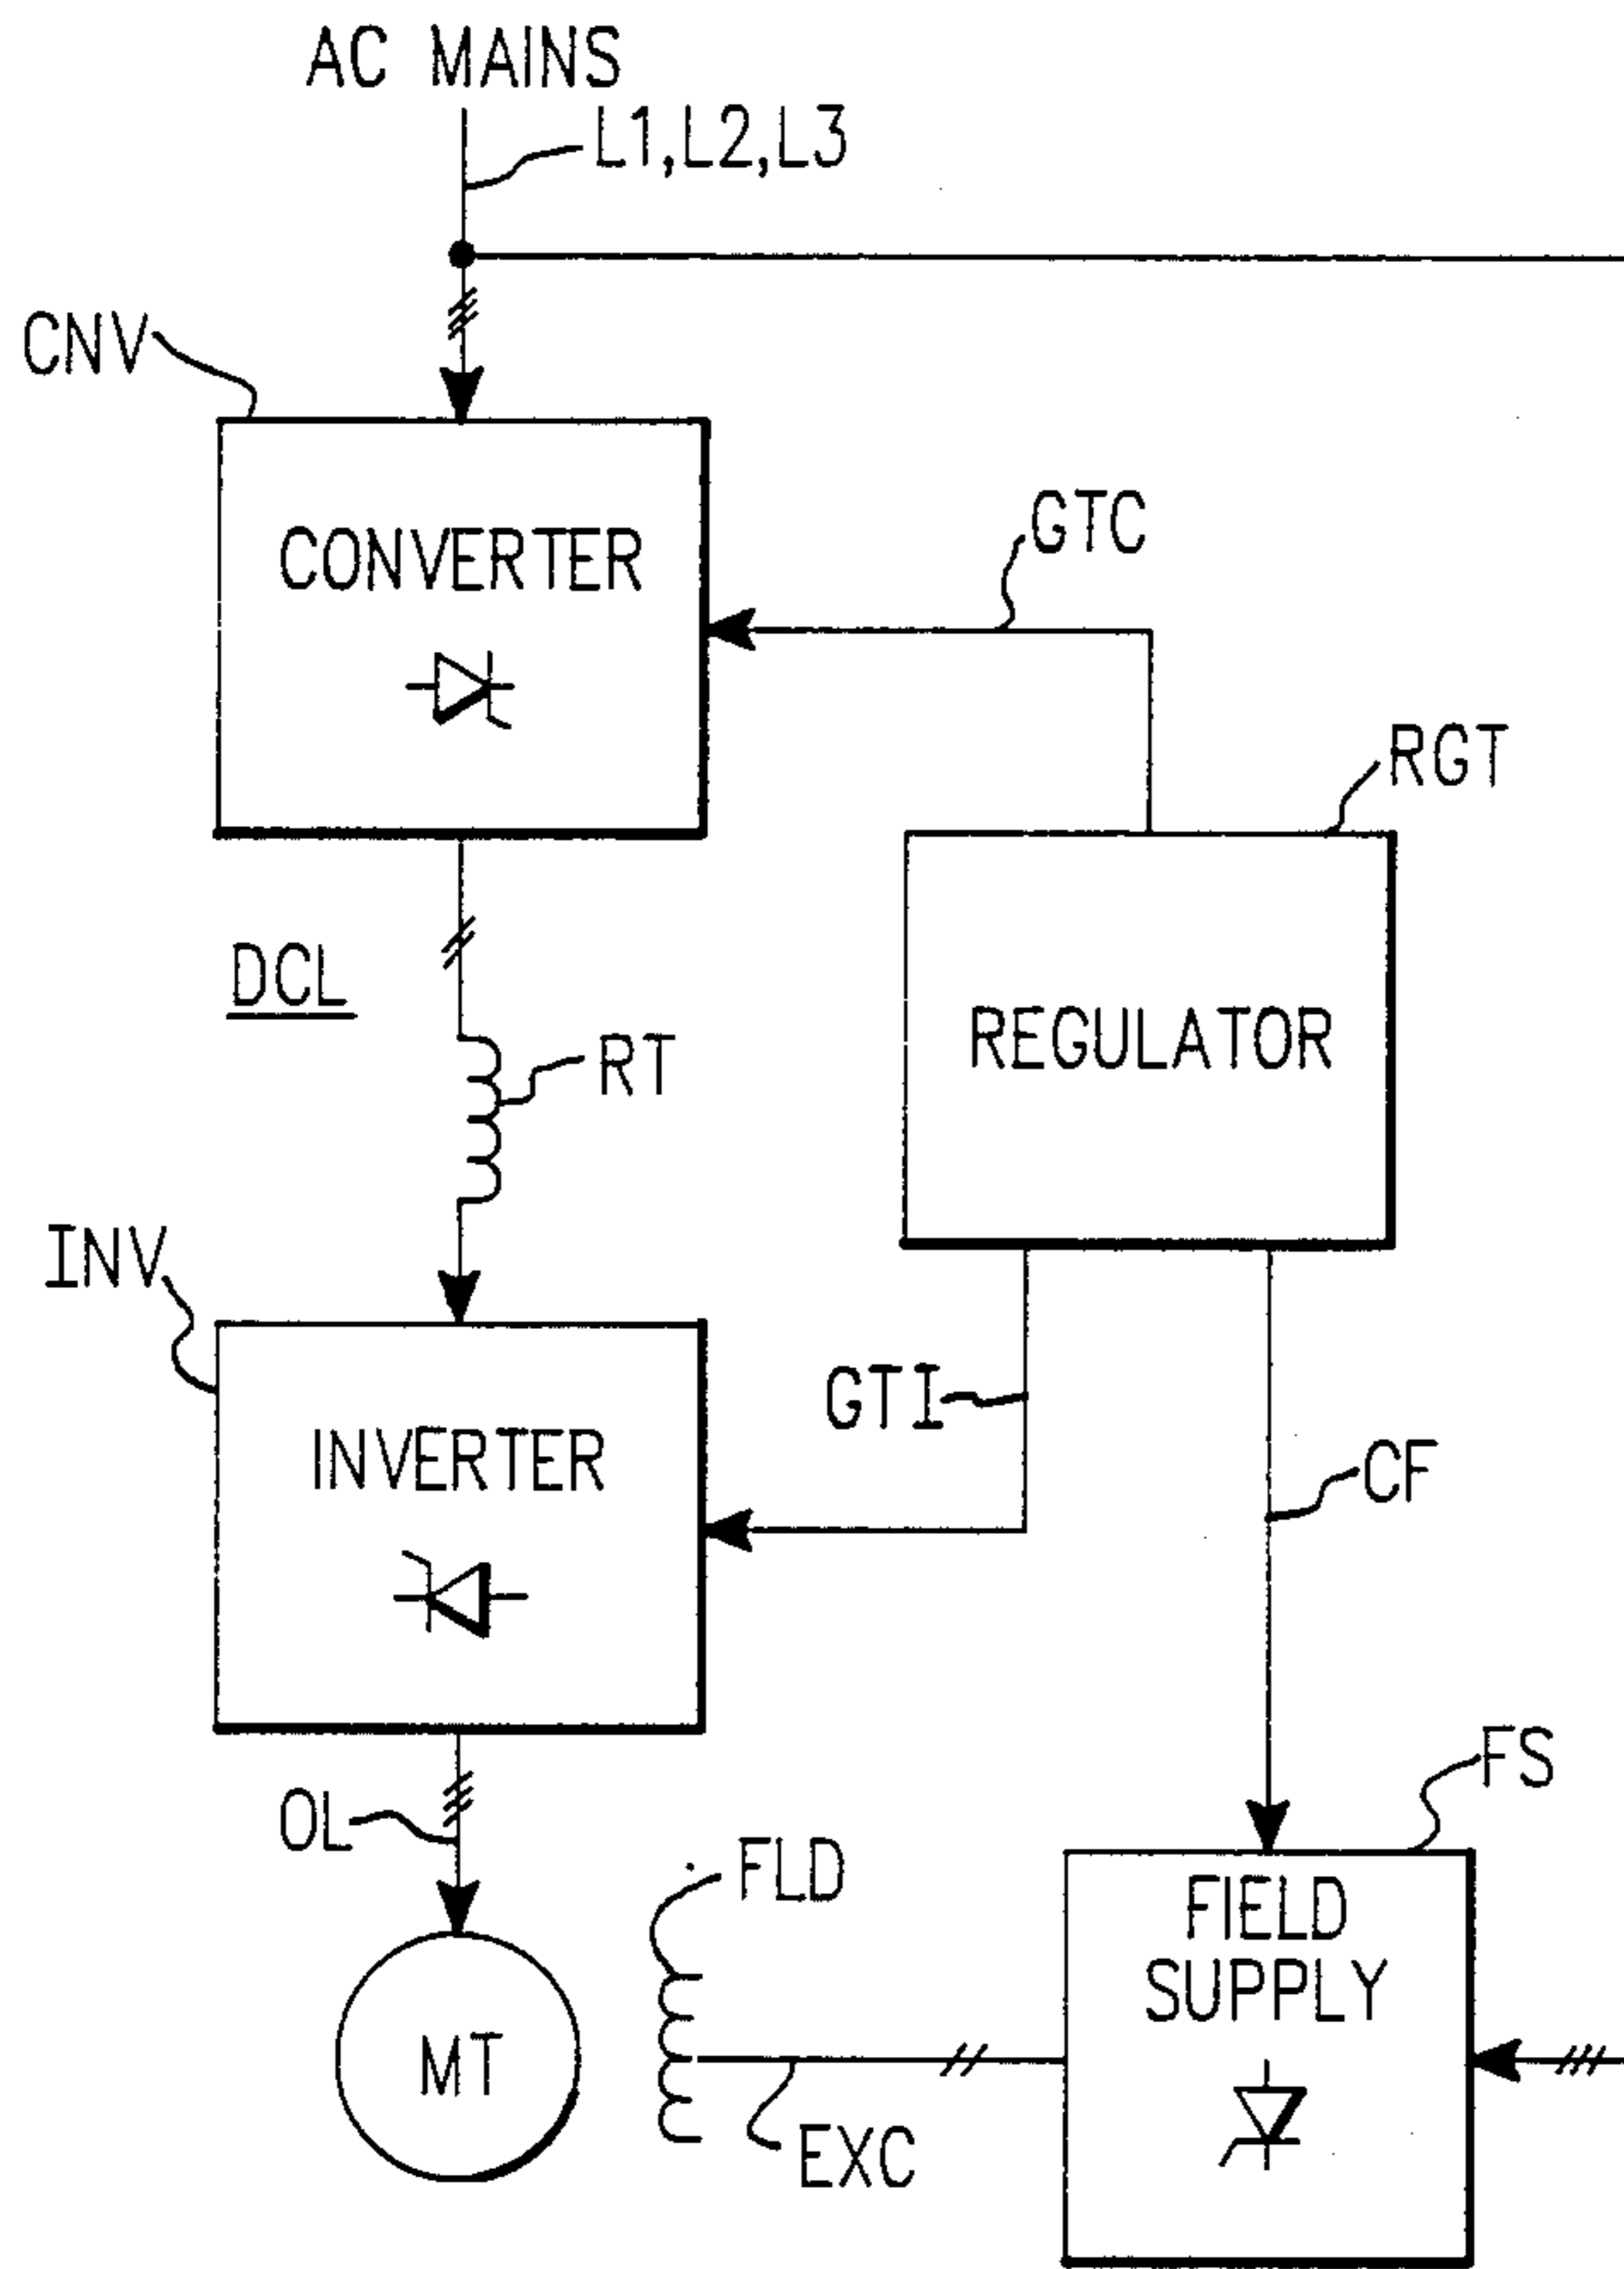 AC MAINS
L1,L2,L3
CNV
CONVERTER
GTC
RGT
REGULATOR
DCL
RT
INV
INVERTER
GTI
CF
OL
FLD
FS
FIELD
SUPPLY
MT
EXC